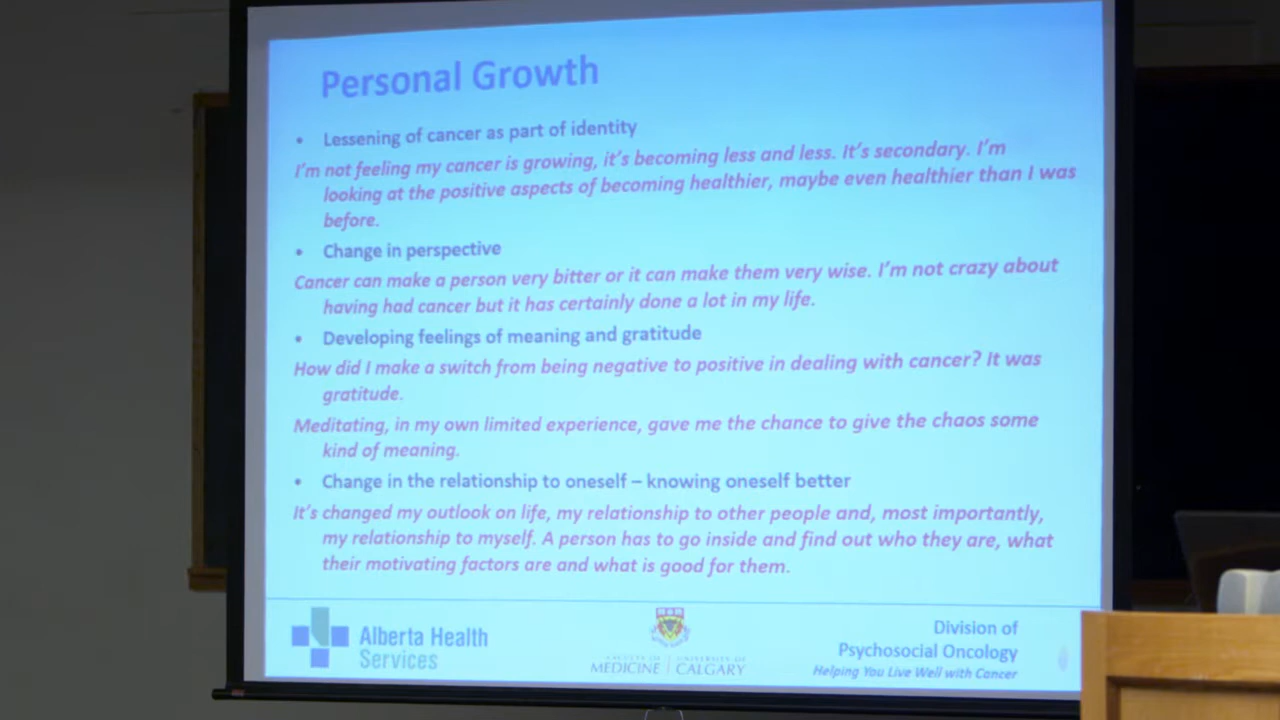 Personal Growth
• Lessening of cancer as part of identity
I'm not feeling my cancer is growing, it's becoming less and less. It's secondary. I'm
looking at the positive aspects of becoming healthier, maybe even healthier than I was
before.
• Change in perspective
Cancer can make a person very bitter or it can make them very wise. I'm not crazy about
having had cancer but it has certainly done a lot in my life.
• Developing feelings of meaning and gratitude
How did I make a switch from being negative to positive in dealing with cancer? It was
gratitude.
Meditating, in my own limited experience, gave me the chance to give the chaos some
kind of meaning.
• Change in the relationship to oneself – knowing oneself better
It's changed my outlook on life, my relationship to other people and, most importantly,
my relationship to myself. A person has to go inside and find out who they are, what
their motivating factors are and what is good for them.
Alberta Health
Services
FACULTY OF | UNIVERSITY OF
MEDICINE | CALGARY
Division of
Psychosocial Oncology
Helping You Live Well with Cancer